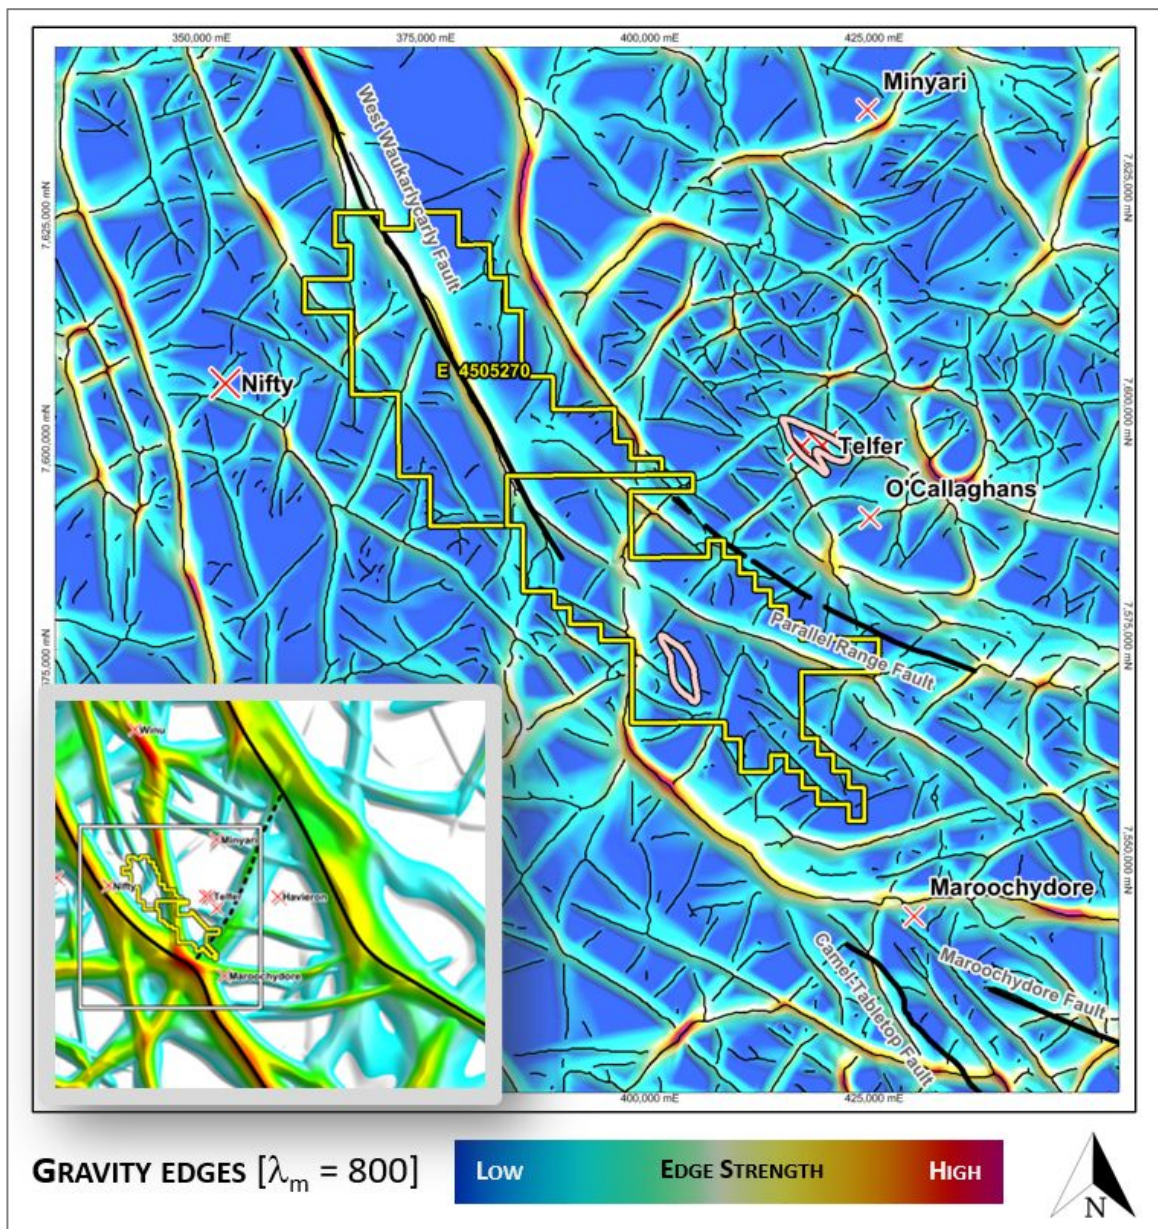 350,000 mE
375,000 mE
400,000 mE
425,000 mE
Minyari
West Waukarlycarly Fault
7,625,000 mN
7,625,000 mN
E 4505270
Nifty
7,600,000 mN
7,600,000 mN
Telfer
O'Callaghans
7,575,000 mN
Parallel Range Fault
75,000 mN
Winu
Minyari
Nifty
Telfer
Havieron
Maroochydore
7,550,000 mN
Maroochydore
Camel-Tabletop Fault
Maroochydore Fault
400,000 mE
425,000 mE
GRAVITY EDGES [λm = 800]
LOW
EDGE STRENGTH
HIGH
N